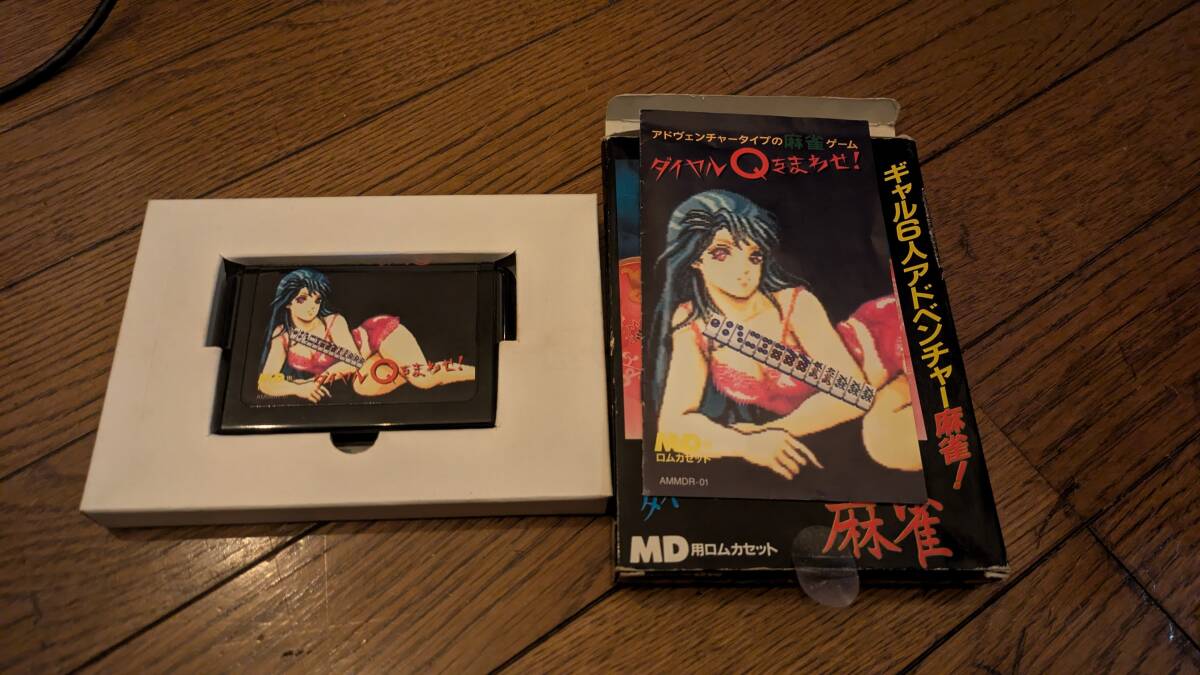 ダイヤルQをまわせ!
アドヴェンチャータイプの麻雀ゲーム
ダイヤルQをまわせ!
MD用
ロムカセット
AMMDR-01
ギャル6人アドベンチャー麻雀!
麻雀
MD用ロムカセット